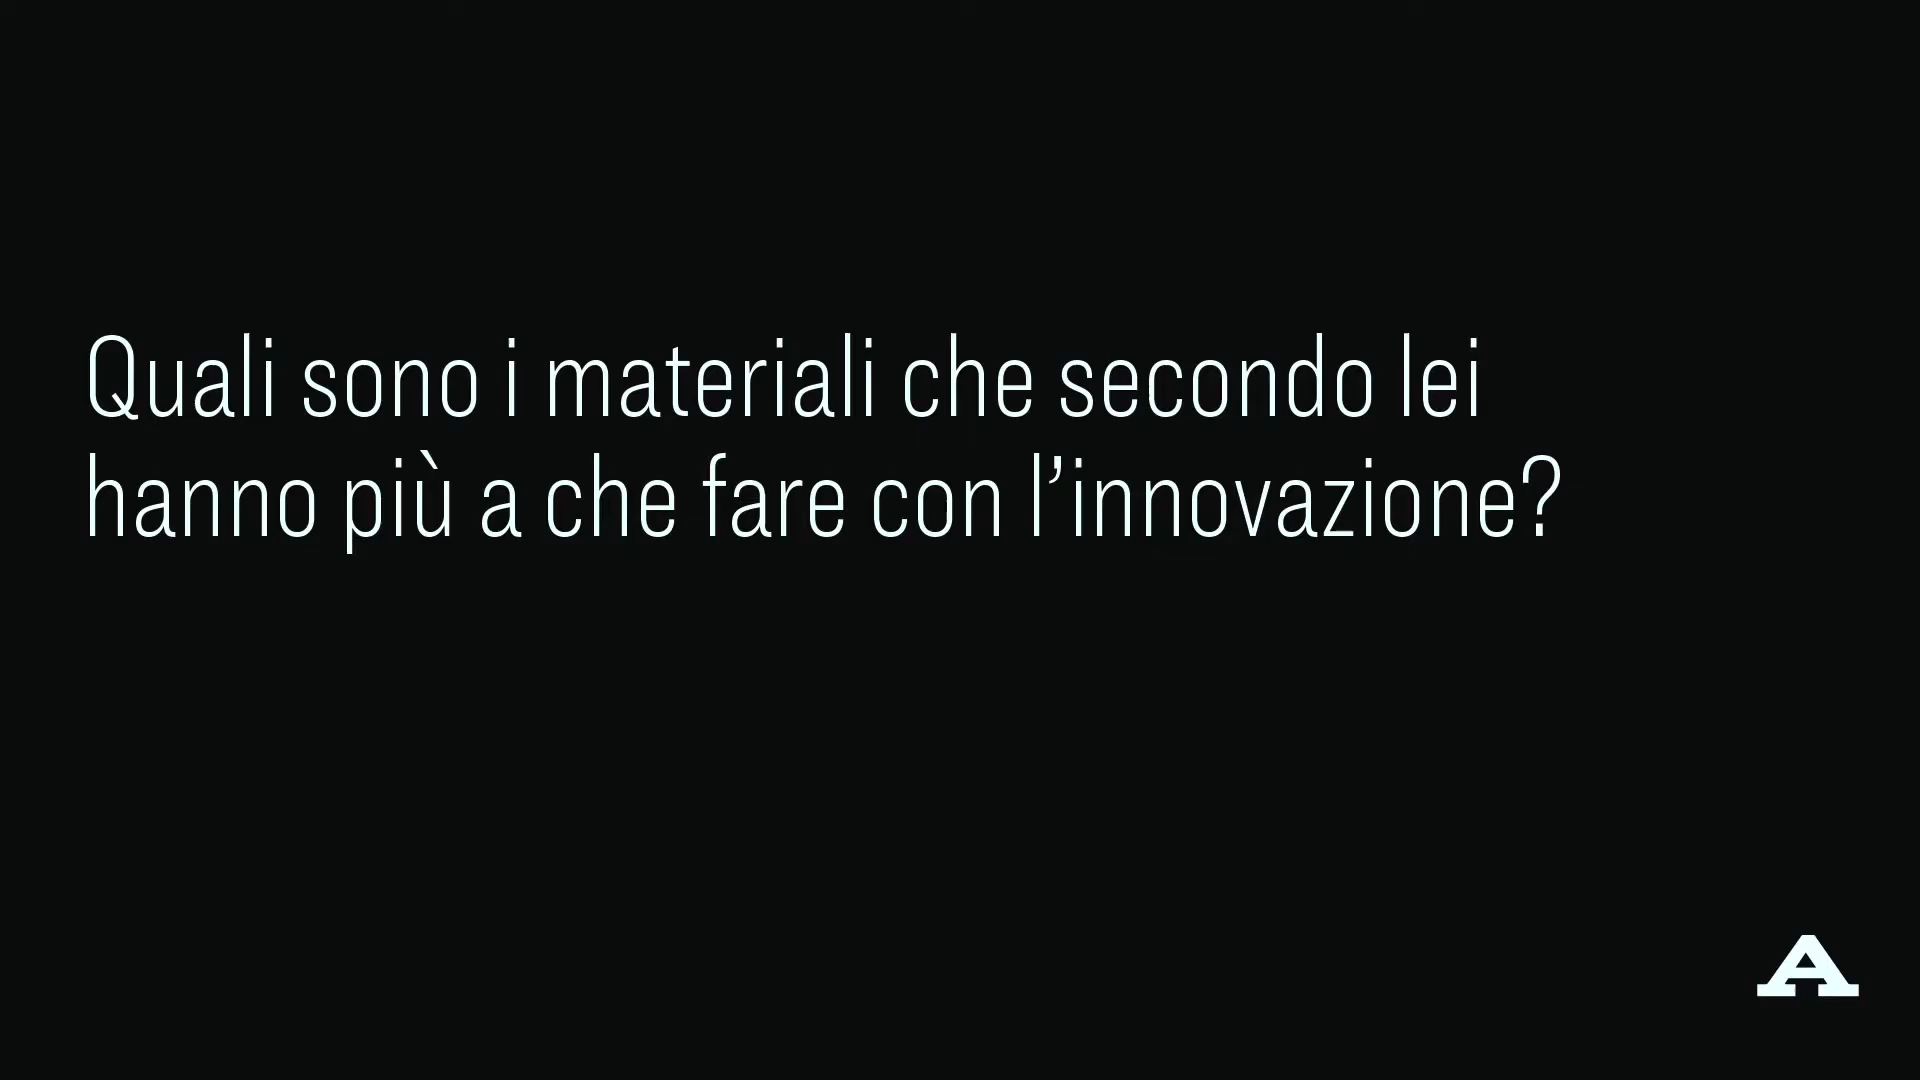 Quali sono i materiali che secondo lei
hanno più a che fare con l’innovazione?
A